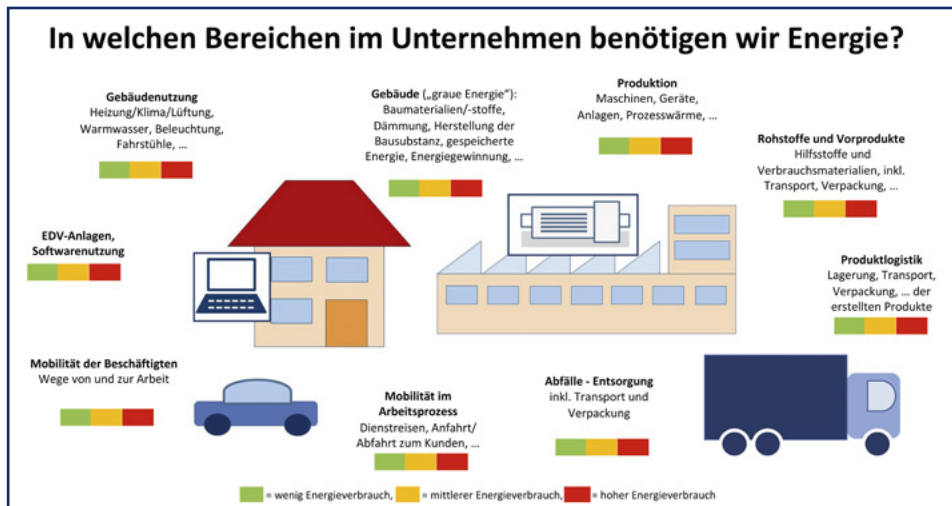 In welchen Bereichen im Unternehmen benötigen wir Energie?
Gebäudenutzung
Heizung/Klima/Lüftung,
Warmwasser, Beleuchtung,
Fahrstühle, …
Gebäude („graue Energie“):
Baumaterialien/-stoffe,
Dämmung, Herstellung der
Bausubstanz, gespeicherte
Energie, Energiegewinnung, …
Produktion
Maschinen, Geräte,
Anlagen, Prozesswärme, …
Rohstoffe und Vorprodukte
Hilfsstoffe und
Verbrauchsmaterialien, inkl.
Transport, Verpackung, …
EDV-Anlagen,
Softwarenutzung
Produktlogistik
Lagerung, Transport,
Verpackung, … der
erstellten Produkte
Mobilität der Beschäftigten
Wege von und zur Arbeit
Mobilität im
Arbeitsprozess
Dienstreisen, Anfahrt/
Abfahrt zum Kunden, …
Abfälle - Entsorgung
inkl. Transport und
Verpackung
= wenig Energieverbrauch, = mittlerer Energieverbrauch, = hoher Energieverbrauch